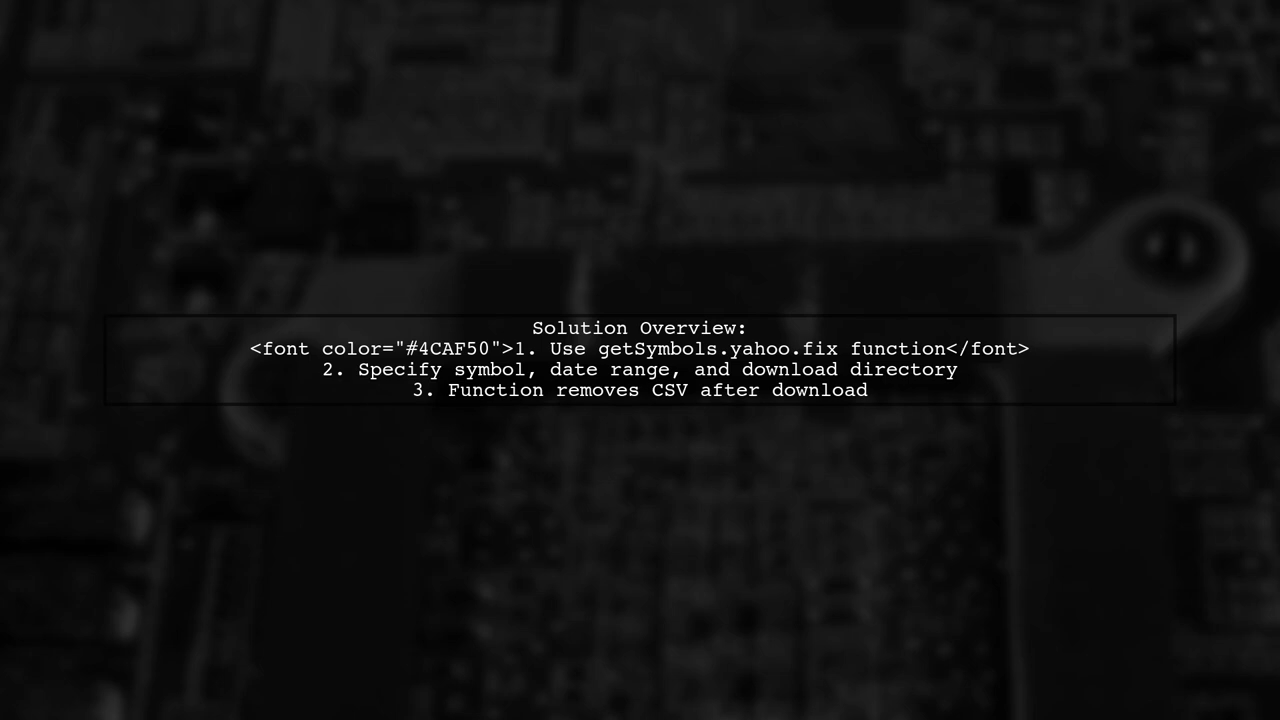 Solution Overview:
<font color="#4CAF50">1. Use getSymbols.yahoo.fix function</font>
2. Specify symbol, date range, and download directory
3. Function removes CSV after download